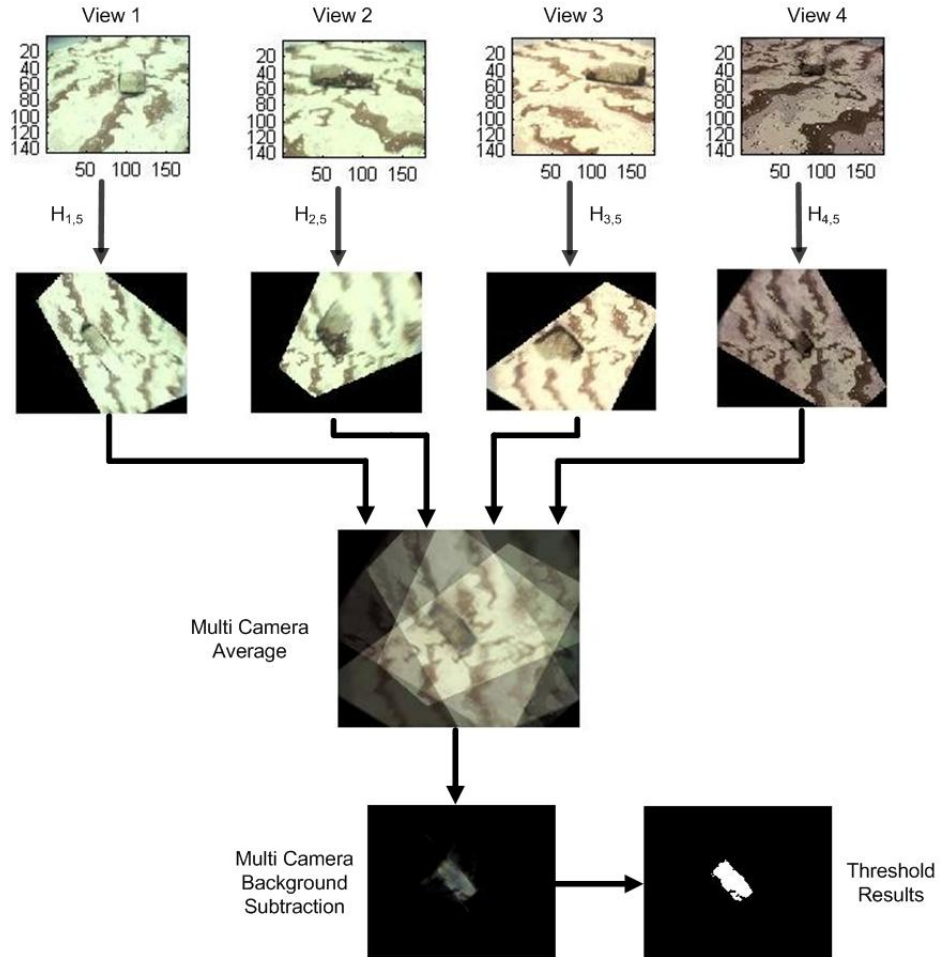 View 1
View 2
View 3
View 4
20
40
60
80
100
120
140
50 100 150
20
40
60
80
100
120
140
50 100 150
20
40
60
80
100
120
140
50 100 150
20
40
60
80
100
120
140
50 100 150
H1,5
H2,5
H3,5
H4,5
Multi Camera
Average
Multi Camera
Background
Subtraction
Threshold
Results